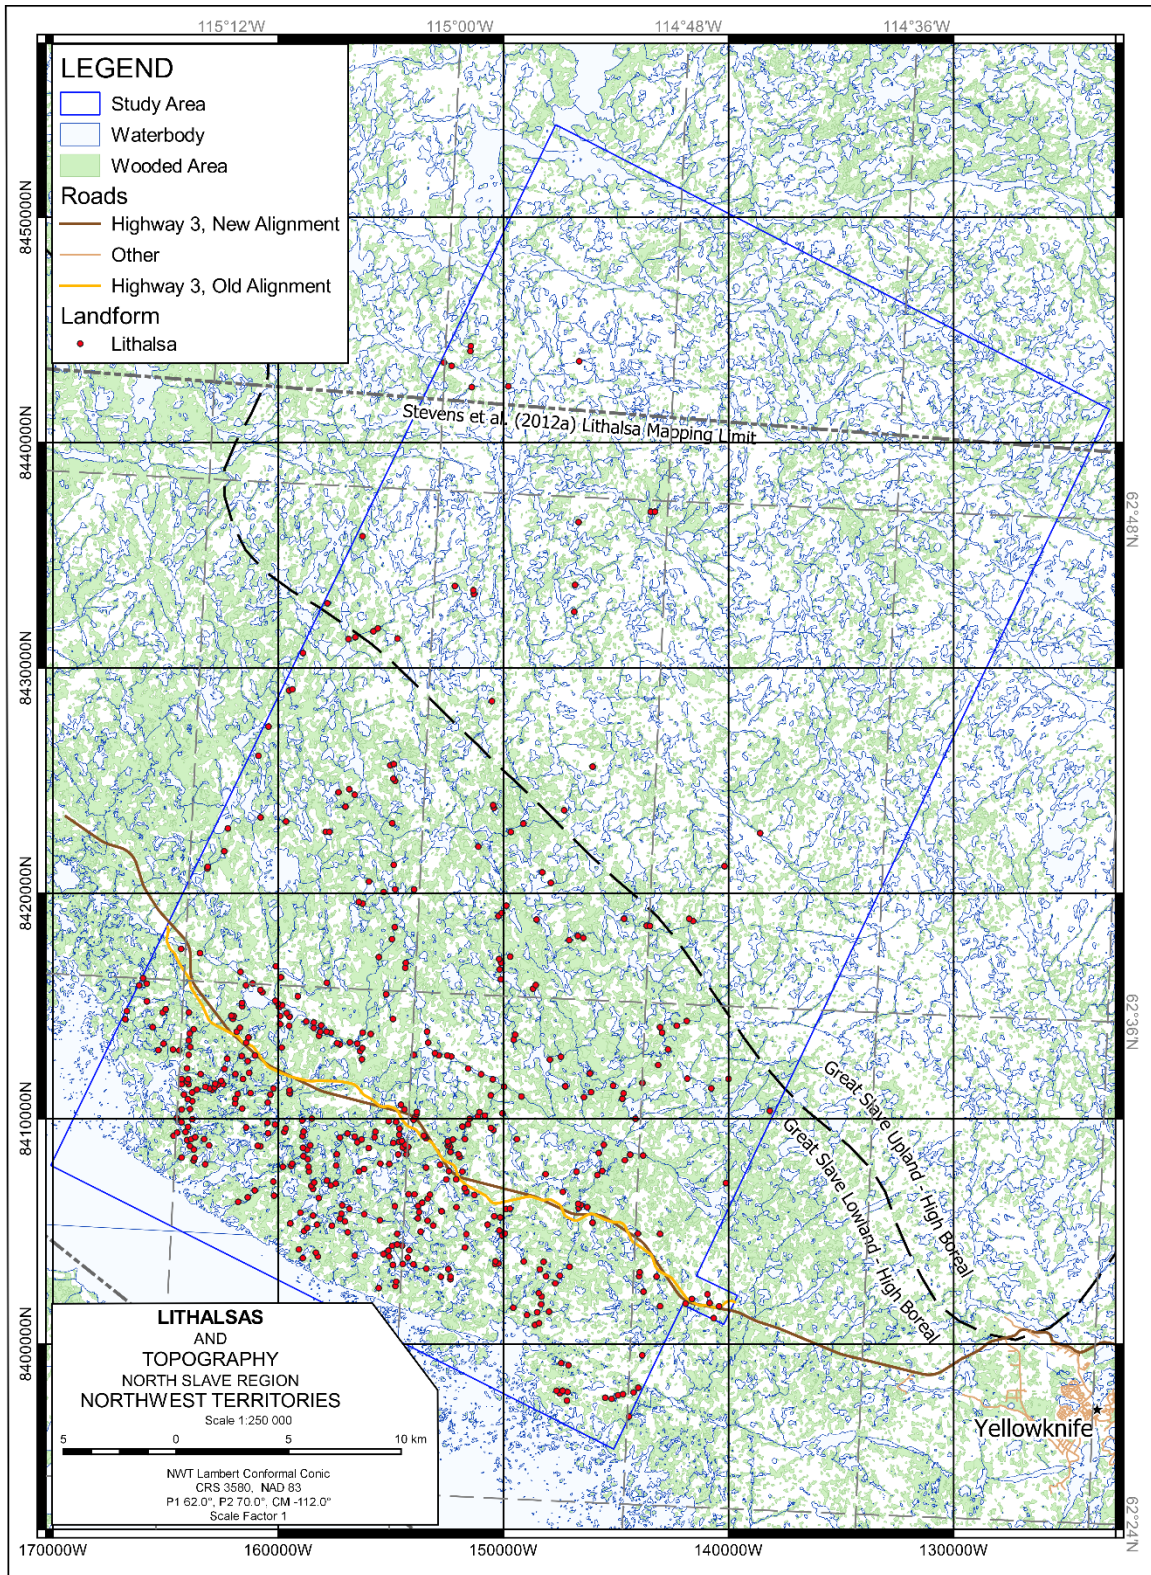 115°12'W
115°00'W
114°48'W
114°36'W
LEGEND
Study Area
Waterbody
Wooded Area
Roads
Highway 3, New Alignment
Other
Highway 3, Old Alignment
Landform
Lithalsa
8450000N
8440000N
8430000N
8420000N
8410000N
8400000N
Stevens et al. (2012a) Lithalsa Mapping Limit
62°48'N
62°36'N
62°24'N
Great Slave Upland - High Boreal
Great Slave Lowland - High Boreal
Yellowknife
LITHALSAS
AND
TOPOGRAPHY
NORTH SLAVE REGION
NORTHWEST TERRITORIES
Scale 1:250 000
5 0 5 10 km
NWT Lambert Conformal Conic
CRS 3580, NAD 83
P1 62.0°, P2 70.0°, CM -112.0°
Scale Factor 1
170000W
160000W
150000W
140000W
130000W